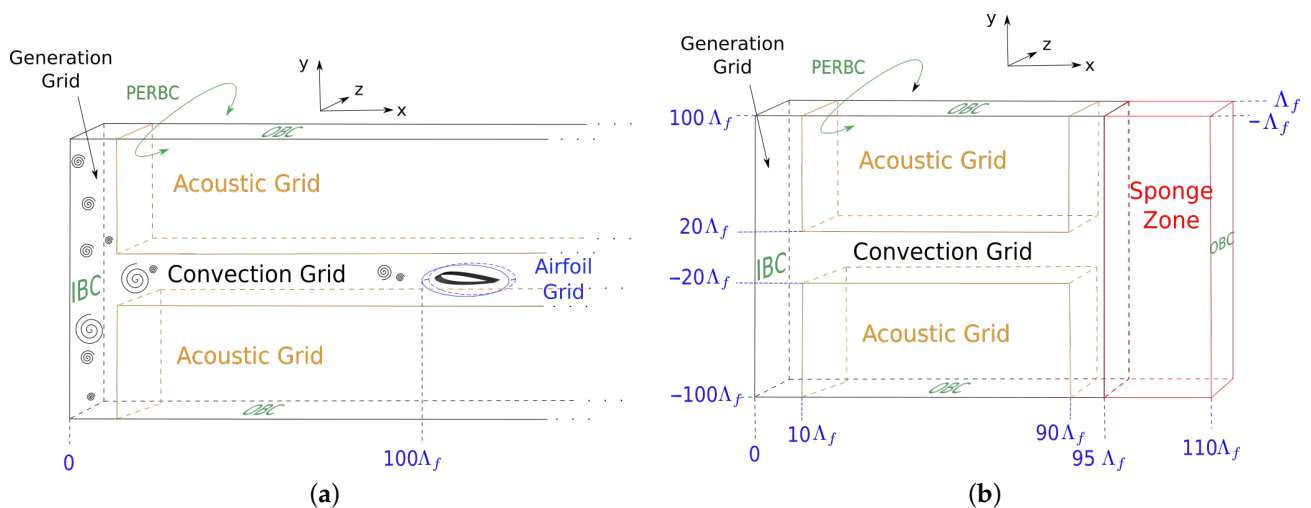 Generation
Grid
PERBC
y
z
x
OBC
Acoustic Grid
IBC
Convection Grid
Airfoil
Grid
Acoustic Grid
OBC
0
100Λf
(a)
Generation
Grid
PERBC
y
z
x
OBC
Λf
−Λf
100Λf
Acoustic Grid
Sponge
Zone
20Λf
OBC
Convection Grid
IBC
−20Λf
Acoustic Grid
OBC
−100Λf
0
10Λf
90Λf
95 Λf
110Λf
(b)